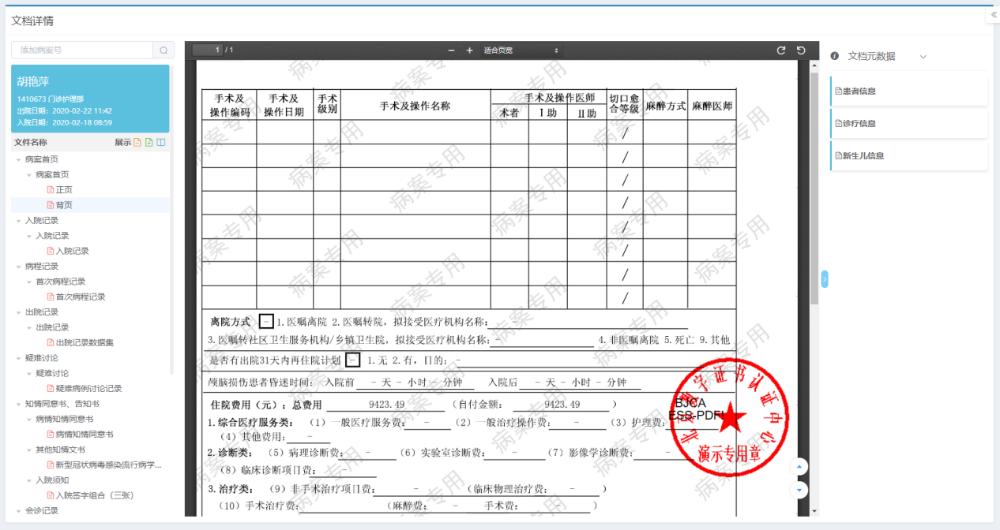 文档详情
添加病案号
胡艳萍
1410673 门诊护理部
出院日期：2020-02-22 11:42
入院日期：2020-02-18 08:59
文件名称 展示
病案首页
病案首页
正页
背页
入院记录
入院记录
入院记录
病程记录
首次病程记录
首次病程记录
出院记录
出院记录
出院记录数据集
疑难讨论
疑难讨论
疑难病例讨论记录
知情同意书、告知书
病情知情同意书
病情知情同意书
其他知情文书
新型冠状病毒感染流行病学...
入院须知
入院签字组合（三张）
会诊记录
1 / 1 − + 适合页宽
手术及操作编码 手术及操作日期 手术级别 手术及操作名称 手术及操作医师 切口愈合等级 麻醉方式 麻醉医师
术者 I 助 II 助
/
/
/
/
/
/
/
/
离院方式 - 1.医嘱离院 2.医嘱转院，拟接受医疗机构名称： -
3.医嘱转社区卫生服务机构/乡镇卫生院，拟接受医疗机构名称：- 4.非医嘱离院 5.死亡 9.其他
是否有出院31天内再住院计划 - 1.无 2.有，目的：-
颅脑损伤患者昏迷时间： 入院前 - 天 - 小时 - 分钟 入院后 - 天 - 小时 - 分钟
住院费用（元）：总费用 9423.49 （自付金额： 9423.49 ）
1.综合医疗服务类：（1）一般医疗服务费： - （2）一般治疗操作费： - （3）护理费：
（4）其他费用： -
2.诊断类：（5）病理诊断费： - （6）实验室诊断费： - （7）影像学诊断费： -
（8）临床诊断项目费： -
3.治疗类：（9）非手术治疗项目费： - （临床物理治疗费： - ）
（10）手术治疗费： （麻醉费： - 手术费： - ）
病案专用
北京数字证书认证中心
BJCA
ESS-PDF
演示专用章
文档元数据
患者信息
诊疗信息
新生儿信息